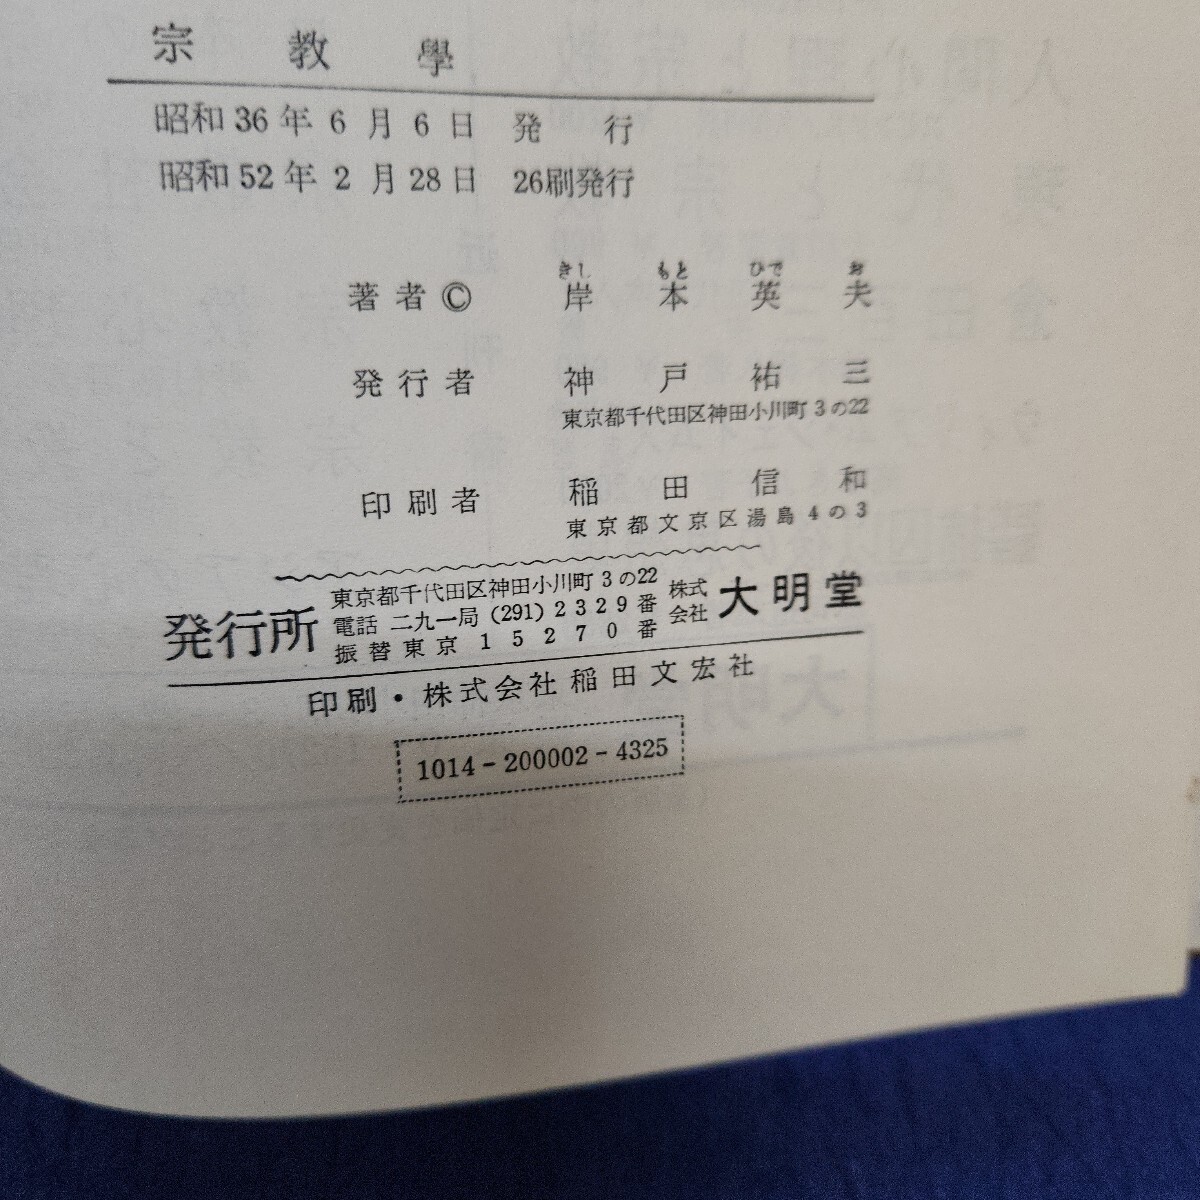 宗教學
昭和36年6月6日 発行
昭和52年2月28日 26刷発行
きし もと ひで お
著者© 岸本英夫
発行者 神戸祐三
東京都千代田区神田小川町3の22
印刷者 稲田信和
東京都文京区湯島4の3
発行所 東京都千代田区神田小川町3の22
電話 二九一局(291)2329番
振替東京15270番
株式会社 大明堂
印刷・株式会社稲田文宏社
1014-200002-4325